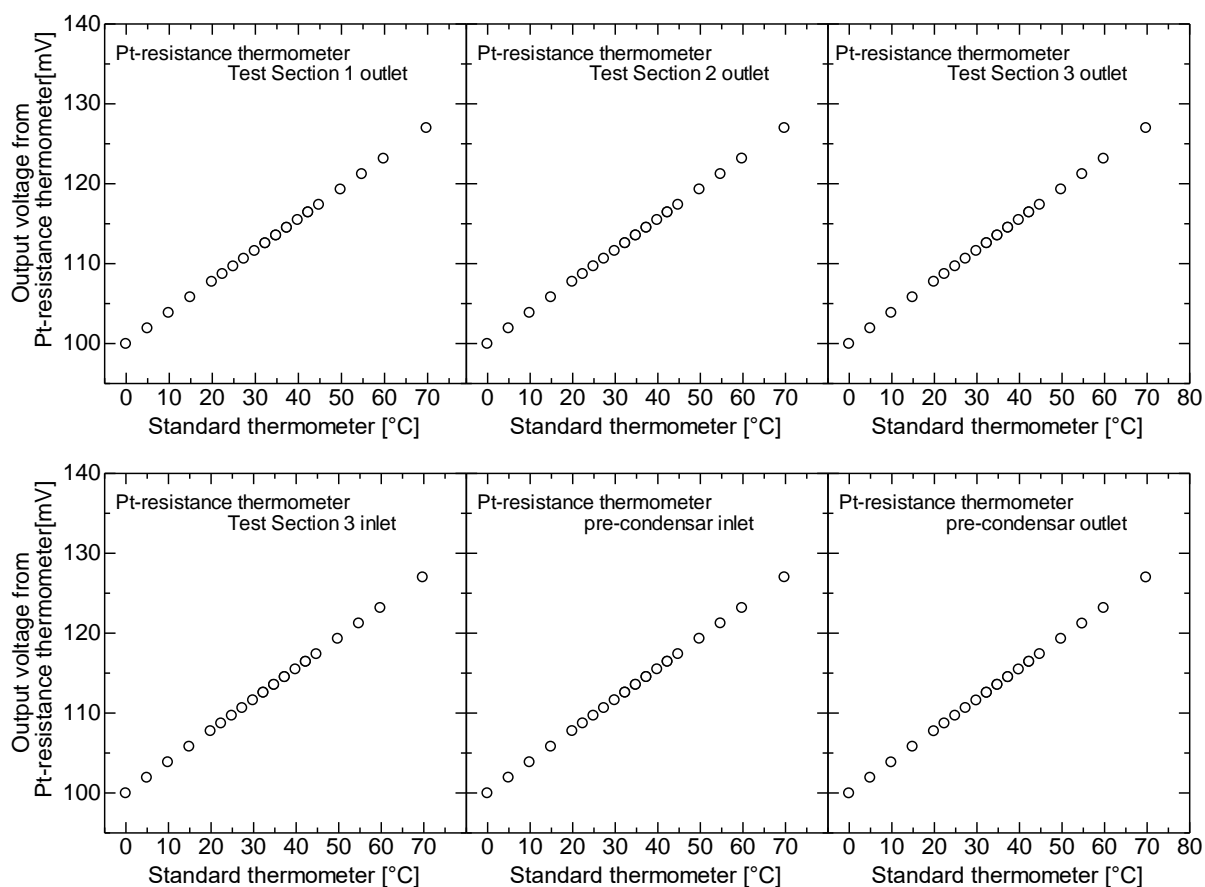 140
130
120
110
100
Output voltage from
Pt-resistance thermometer[mV]
Pt-resistance thermometer
Test Section 1 outlet
0 10 20 30 40 50 60 70
Standard thermometer [°C]
Pt-resistance thermometer
Test Section 2 outlet
0 10 20 30 40 50 60 70
Standard thermometer [°C]
Pt-resistance thermometer
Test Section 3 outlet
0 10 20 30 40 50 60 70 80
Standard thermometer [°C]
140
130
120
110
100
Output voltage from
Pt-resistance thermometer[mV]
Pt-resistance thermometer
Test Section 3 inlet
0 10 20 30 40 50 60 70
Standard thermometer [°C]
Pt-resistance thermometer
pre-condensar inlet
0 10 20 30 40 50 60 70
Standard thermometer [°C]
Pt-resistance thermometer
pre-condensar outlet
0 10 20 30 40 50 60 70 80
Standard thermometer [°C]